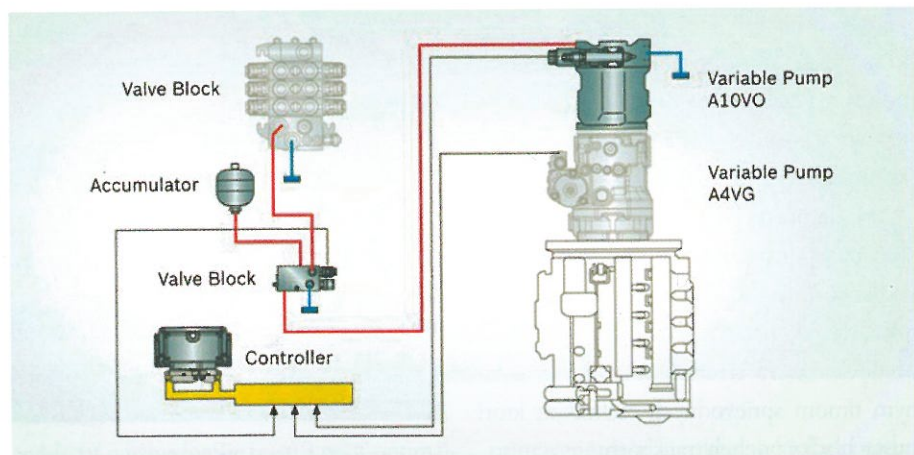 Valve Block
Accumulator
Valve Block
Controller
Variable Pump
A10VO
Variable Pump
A4VG